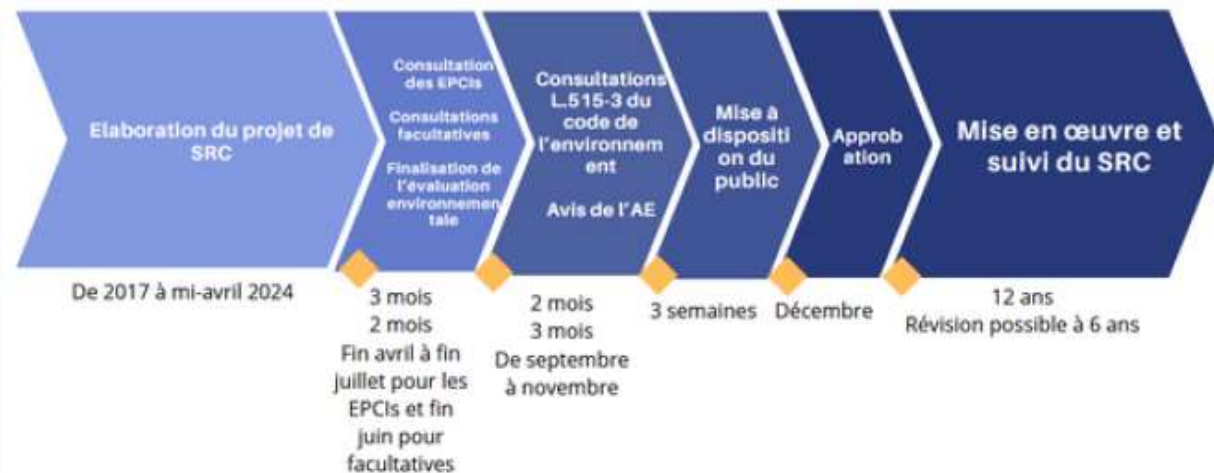 Elaboration du projet de
SRC
De 2017 à mi-avril 2024
Consultation
des EPCIs
Consultations
facultatives
Finalisation de
l'évaluation
environnemen
tale
3 mois
2 mois
Fin avril à fin
juillet pour les
EPCIs et fin
juin pour
facultatives
Consultations
L.515-3 du
code de
l'environnem
ent
Avis de l'AE
2 mois
3 mois
De septembre
à novembre
Mise à
dispositi
on du
public
3 semaines
Approb
ation
Décembre
Mise en œuvre et
suivi du SRC
12 ans
Révision possible à 6 ans